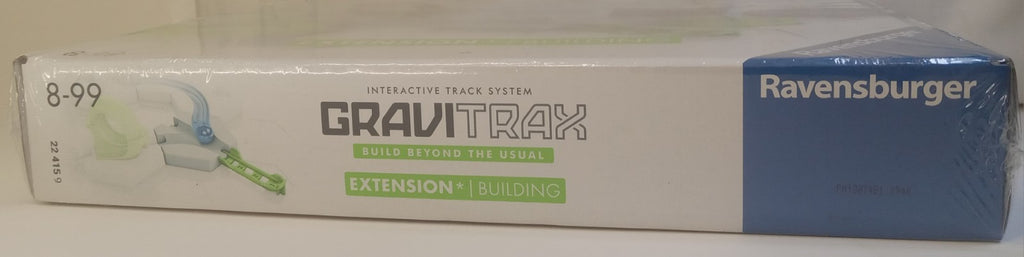 8-99
22 415 9
INTERACTIVE TRACK SYSTEM
GRAVITRAX
BUILD BEYOND THE USUAL
EXTENSION* | BUILDING
Ravensburger